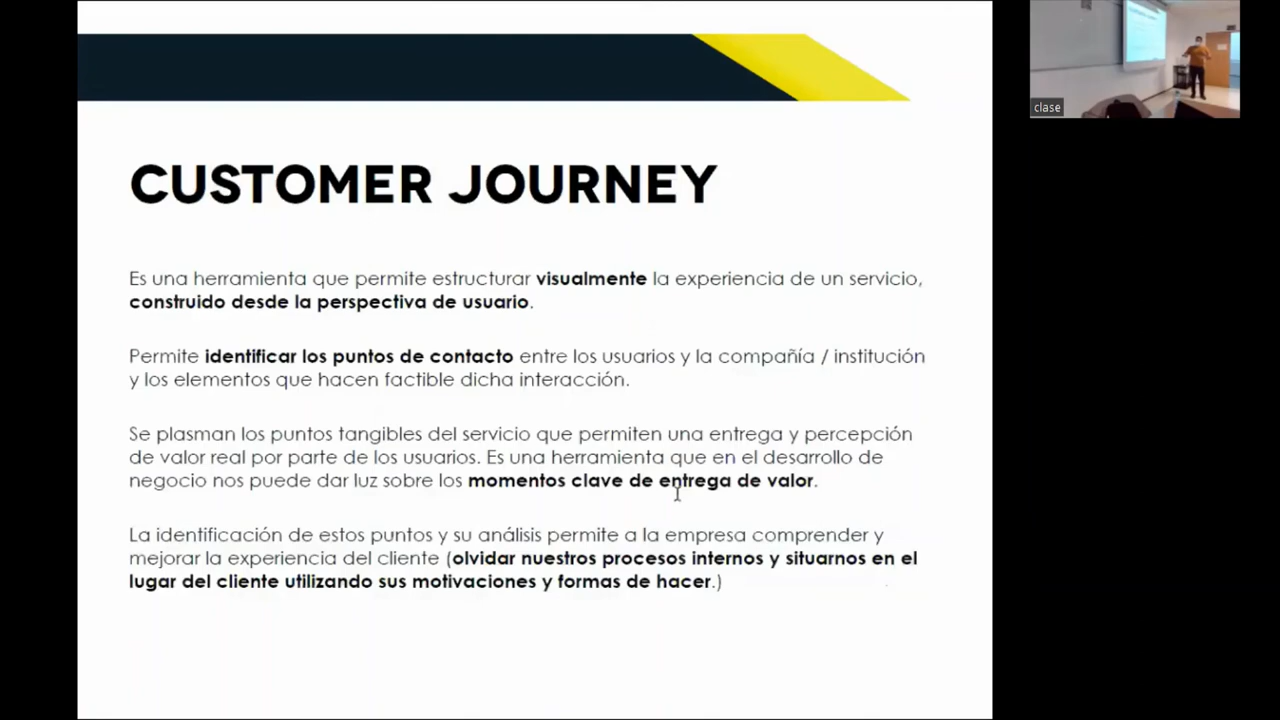 CUSTOMER JOURNEY
Es una herramienta que permite estructurar visualmente la experiencia de un servicio,
construido desde la perspectiva de usuario.
Permite identificar los puntos de contacto entre los usuarios y la compañía / institución
y los elementos que hacen factible dicha interacción.
Se plasman los puntos tangibles del servicio que permiten una entrega y percepción
de valor real por parte de los usuarios. Es una herramienta que en el desarrollo de
negocio nos puede dar luz sobre los momentos clave de entrega de valor.
La identificación de estos puntos y su análisis permite a la empresa comprender y
mejorar la experiencia del cliente (olvidar nuestros procesos internos y situarnos en el
lugar del cliente utilizando sus motivaciones y formas de hacer.)
clase